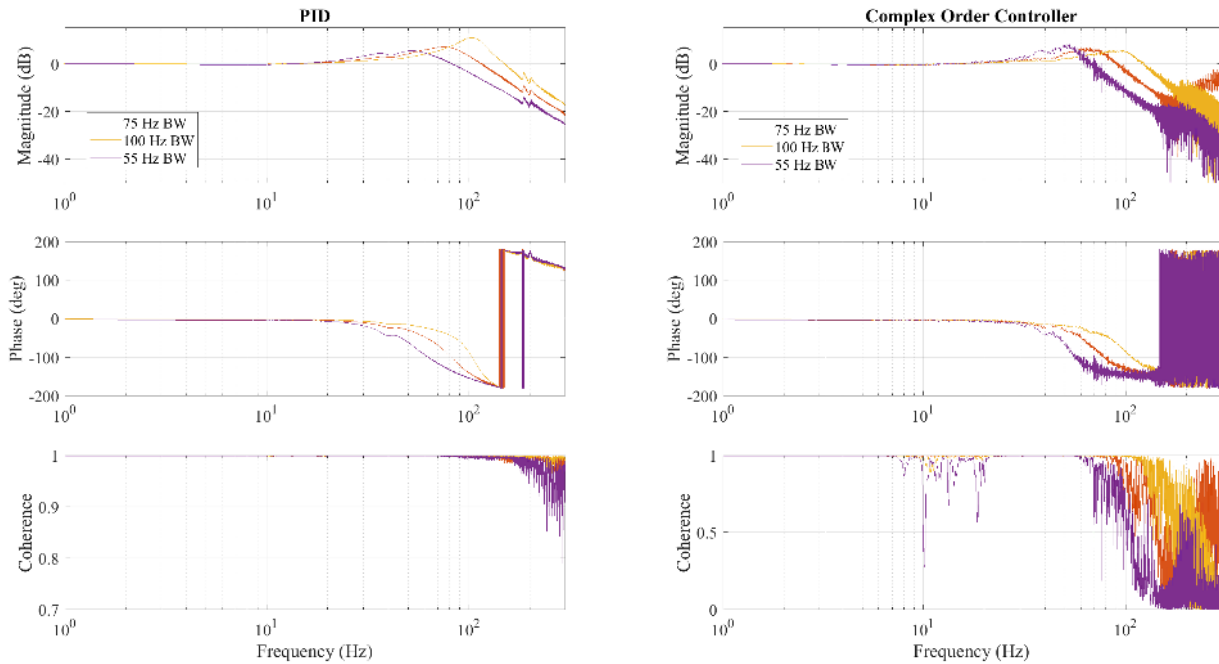 PID
Magnitude (dB)
0
-20
-40
75 Hz BW
100 Hz BW
55 Hz BW
10^0
10^1
10^2
Phase (deg)
200
100
0
-100
-200
10^0
10^1
10^2
Coherence
1
0.9
0.8
0.7
10^0
10^1
10^2
Frequency (Hz)
Complex Order Controller
Magnitude (dB)
0
-20
-40
75 Hz BW
100 Hz BW
55 Hz BW
10^0
10^1
10^2
Phase (deg)
200
100
0
-100
-200
10^0
10^1
10^2
Coherence
1
0.5
0
10^0
10^1
10^2
Frequency (Hz)